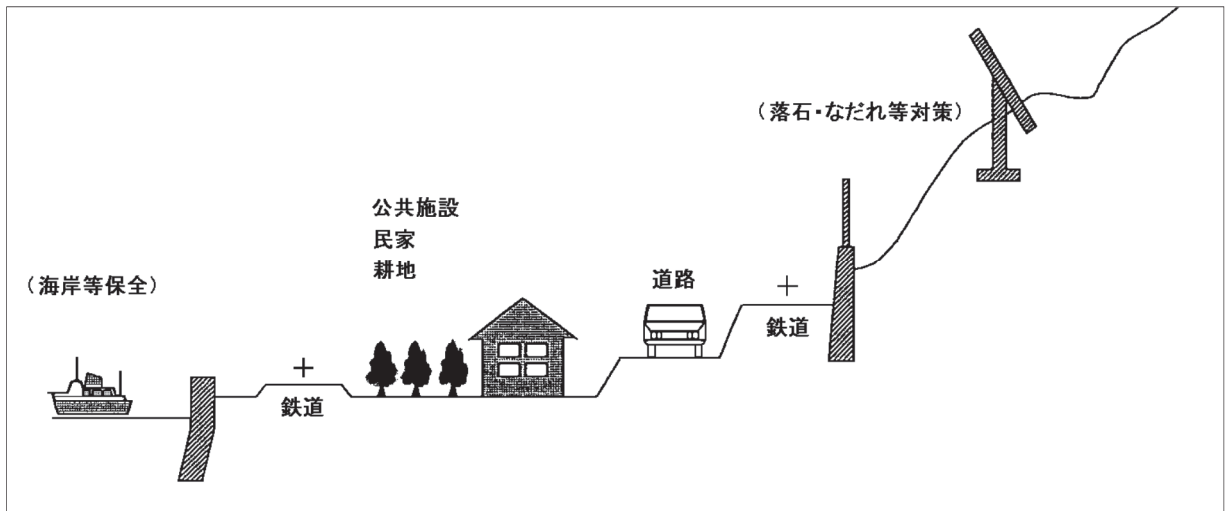 （落石・なだれ等対策）
公共施設
民家
耕地
（海岸等保全）
道路
鉄道
鉄道